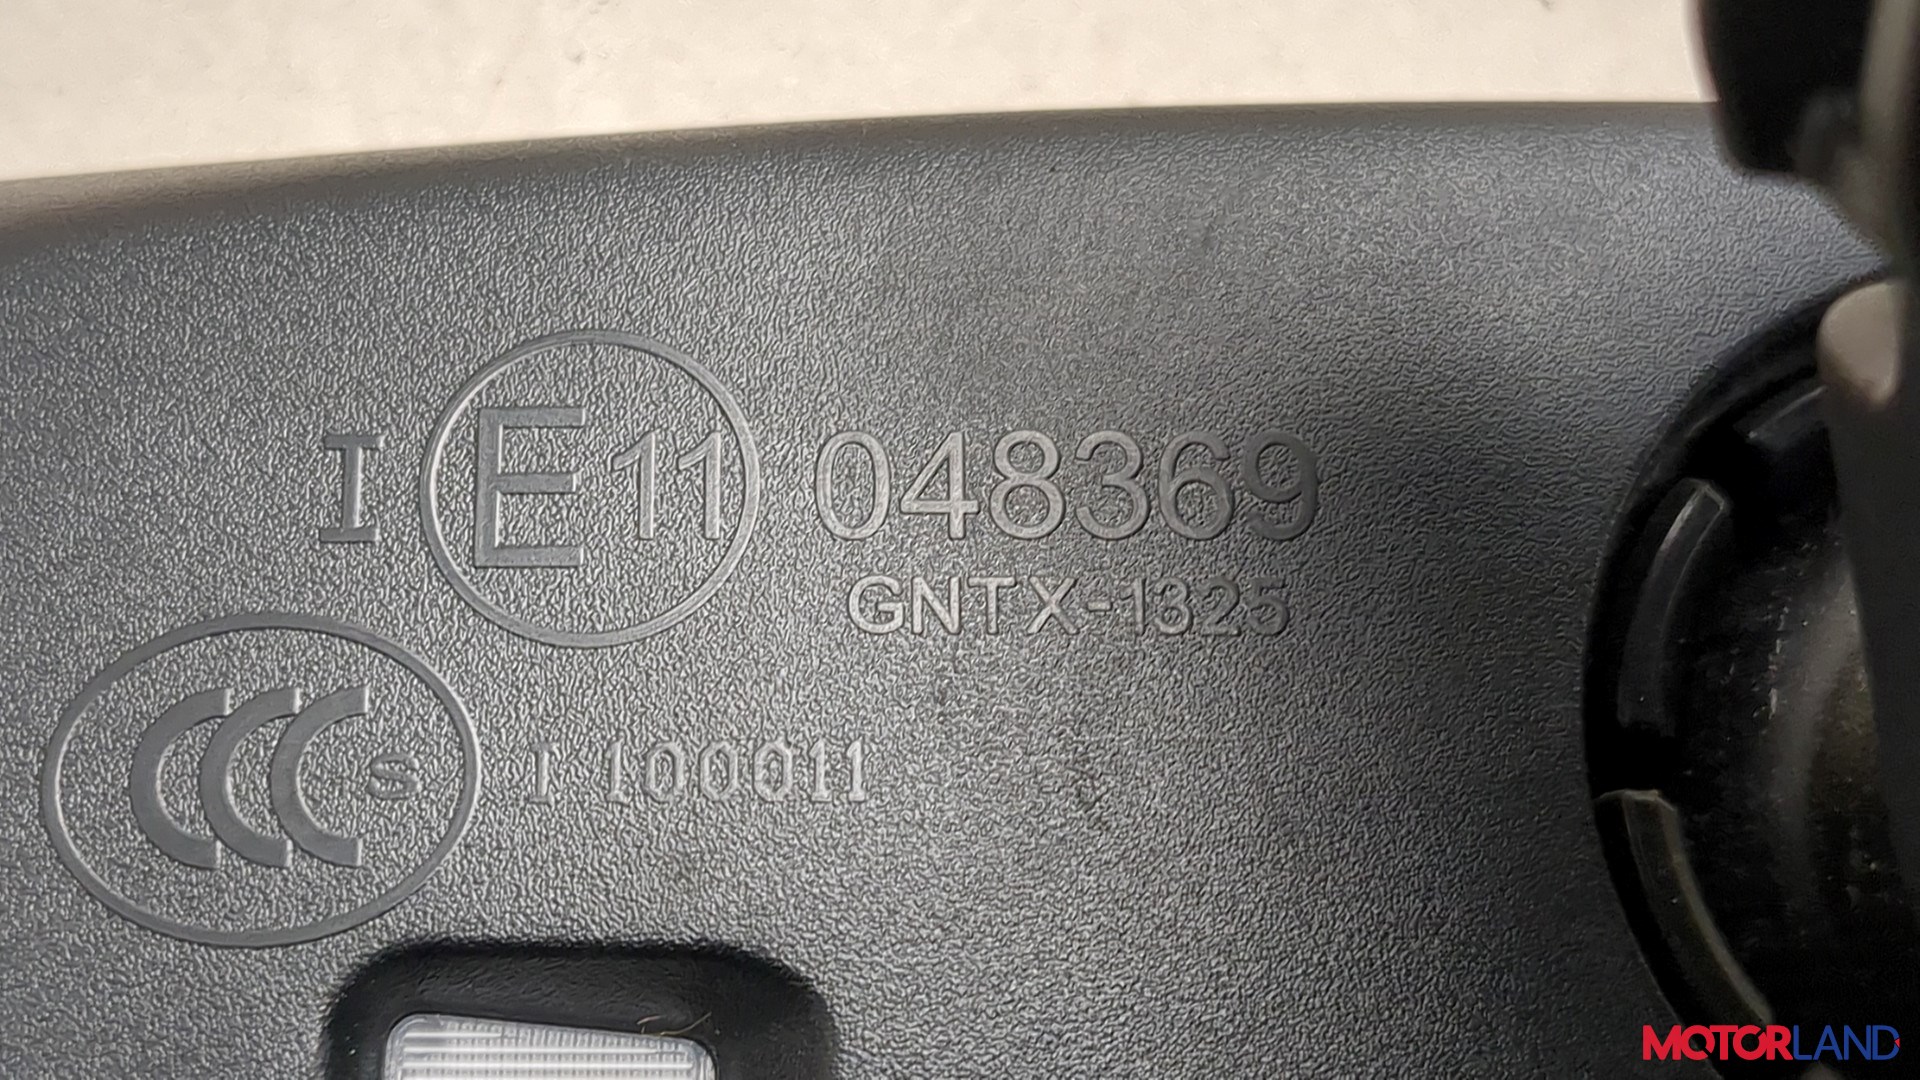 I E11 048369
GNTX-1325
CCC S I 100011
MOTORLAND